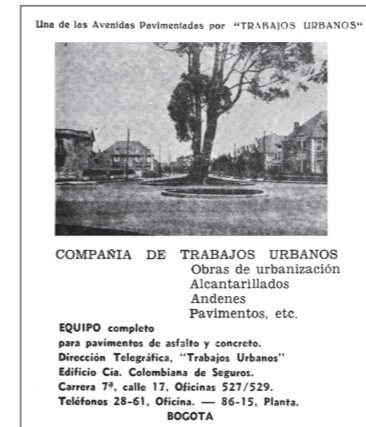 Una de las Avenidas Pavimentadas por "TRABAJOS URBANOS"
COMPAÑIA DE TRABAJOS URBANOS
Obras de urbanización
Alcantarillados
Andenes
Pavimentos, etc.
EQUIPO completo
para pavimentos de asfalto y concreto.
Dirección Telegráfica, "Trabajos Urbanos"
Edificio Cía. Colombiana de Seguros.
Carrera 7ª, calle 17, Oficinas 527/529.
Teléfonos 28-61, Oficina. — 86-15, Planta.
BOGOTA